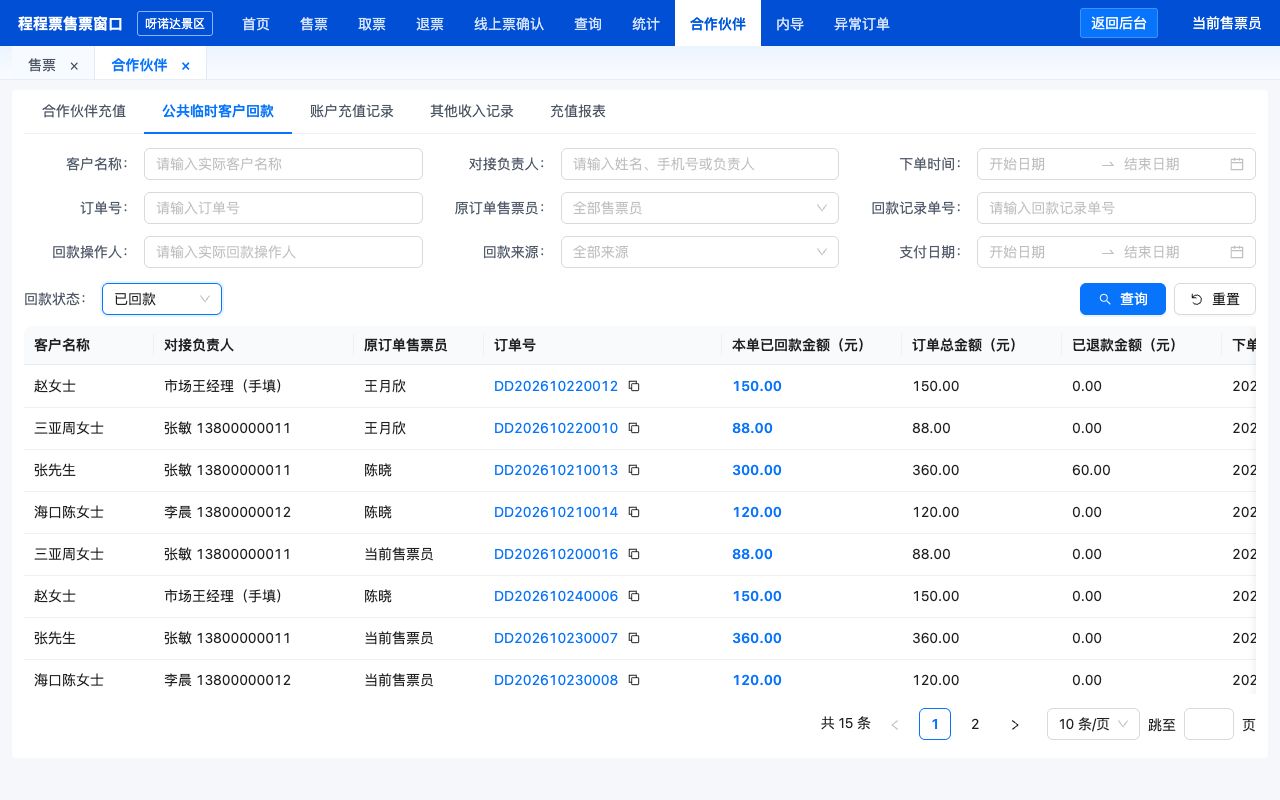 程程票售票窗口 呀诺达景区 首页 售票 取票 退票 线上票确认 查询 统计 合作伙伴 内导 异常订单 返回后台 当前售票员
售票 × 合作伙伴 ×
合作伙伴充值 公共临时客户回款 账户充值记录 其他收入记录 充值报表
客户名称: 请输入实际客户名称 对接负责人: 请输入姓名、手机号或负责人 下单时间: 开始日期 → 结束日期
订单号: 请输入订单号 原订单售票员: 全部售票员 回款记录单号: 请输入回款记录单号
回款操作人: 请输入实际回款操作人 回款来源: 全部来源 支付日期: 开始日期 → 结束日期
回款状态: 已回款 查询 重置
客户名称 对接负责人 原订单售票员 订单号 本单已回款金额（元） 订单总金额（元） 已退款金额（元） 下单
赵女士 市场王经理（手填） 王月欣 DD202610220012 150.00 150.00 0.00 202
三亚周女士 张敏 13800000011 王月欣 DD202610220010 88.00 88.00 0.00 202
张先生 张敏 13800000011 陈晓 DD202610210013 300.00 360.00 60.00 202
海口陈女士 李晨 13800000012 陈晓 DD202610210014 120.00 120.00 0.00 202
三亚周女士 张敏 13800000011 当前售票员 DD202610200016 88.00 88.00 0.00 202
赵女士 市场王经理（手填） 陈晓 DD202610240006 150.00 150.00 0.00 202
张先生 张敏 13800000011 当前售票员 DD202610230007 360.00 360.00 0.00 202
海口陈女士 李晨 13800000012 当前售票员 DD202610230008 120.00 120.00 0.00 202
共 15 条 < 1 2 > 10 条/页 跳至 页